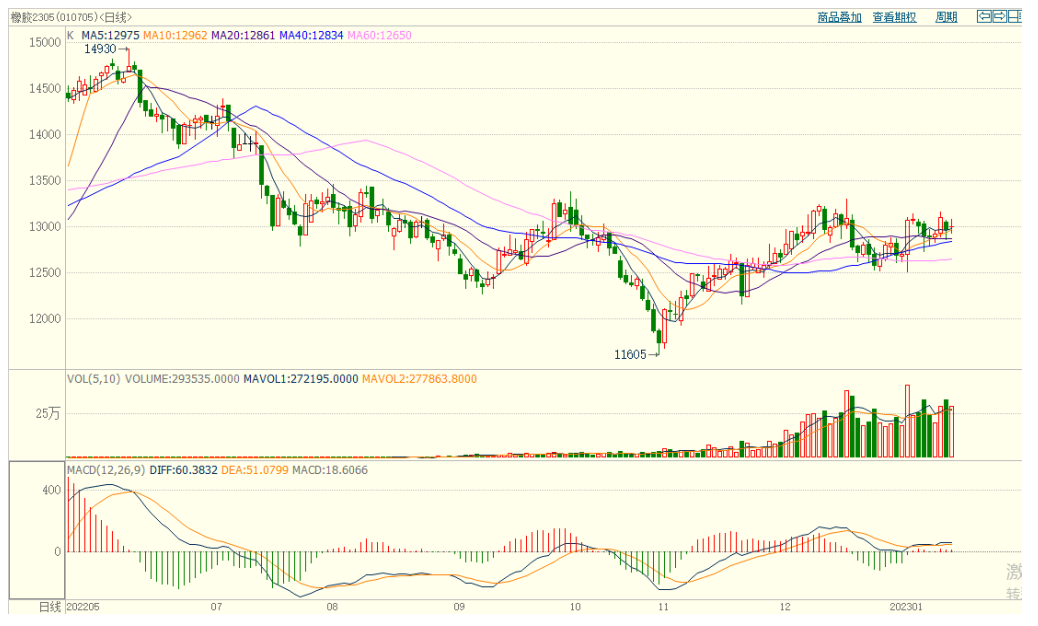 橡胶2305(010705)<日线> 商品叠加 查看期权 周期
K MA5:12975 MA10:12962 MA20:12861 MA40:12834 MA60:12650
15000
14930
14500
14000
13500
13000
12500
12000
11605
VOL(5,10) VOLUME:293535.0000 MAVOL1:272195.0000 MAVOL2:277863.8000
25万
MACD(12,26,9) DIFF:60.3832 DEA:51.0799 MACD:18.6066
400
0
激
转
日线 202205 07 08 09 10 11 12 202301